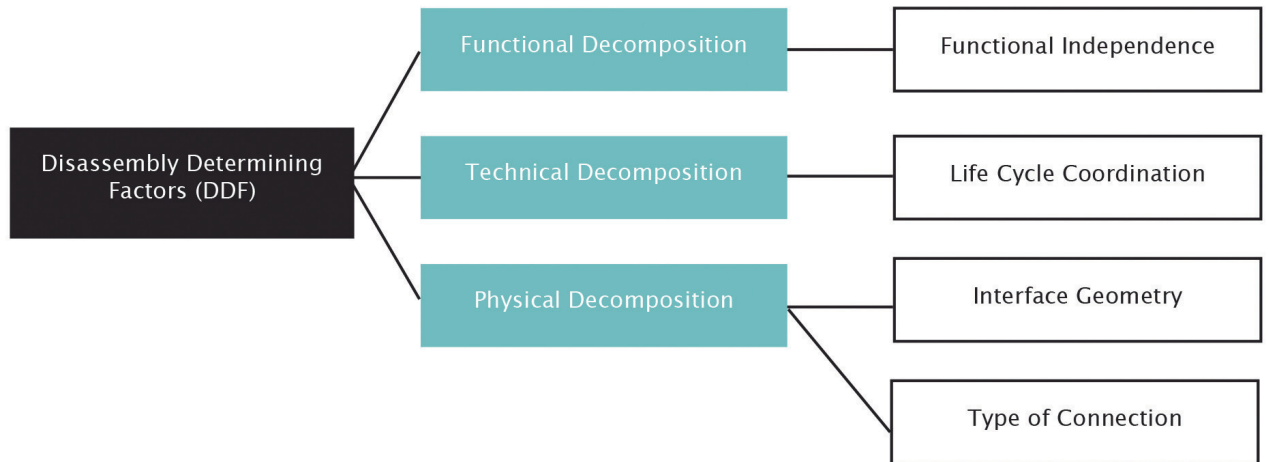 Disassembly Determining
Factors (DDF)
Functional Decomposition
Functional Independence
Technical Decomposition
Life Cycle Coordination
Physical Decomposition
Interface Geometry
Type of Connection